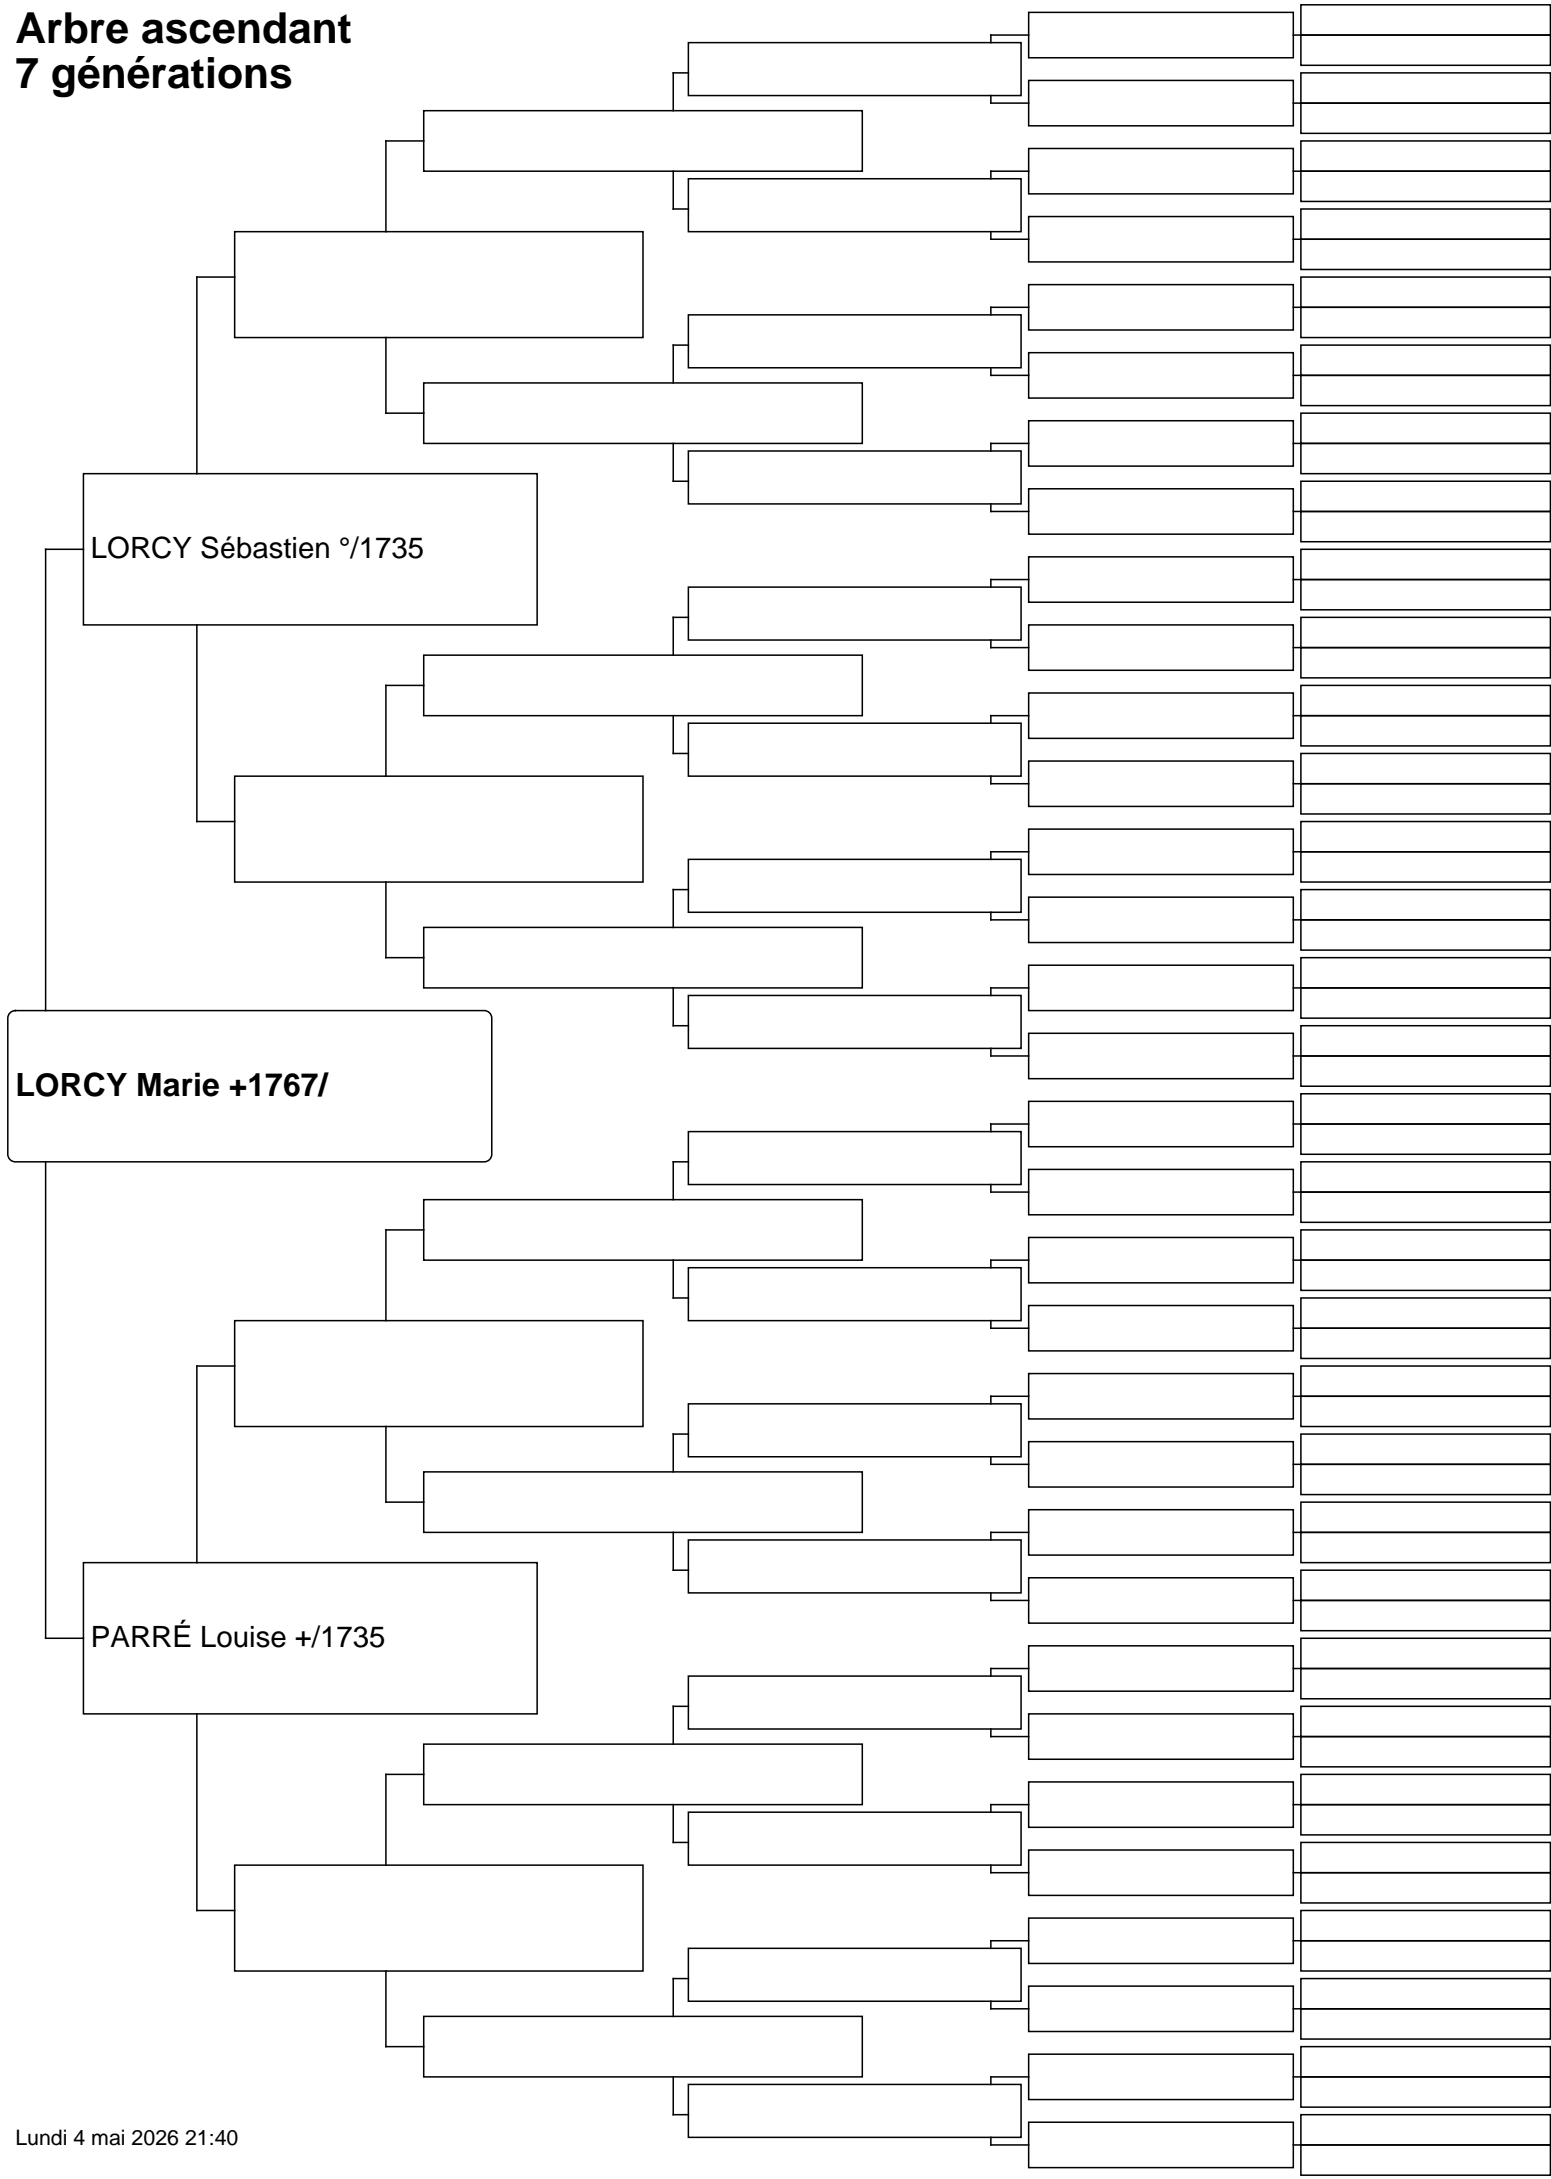 Arbre ascendant
7 générations
LORCY Sébastien °/1735
LORCY Marie +1767/
PARRÉ Louise +/1735
Lundi 4 mai 2026 21:40